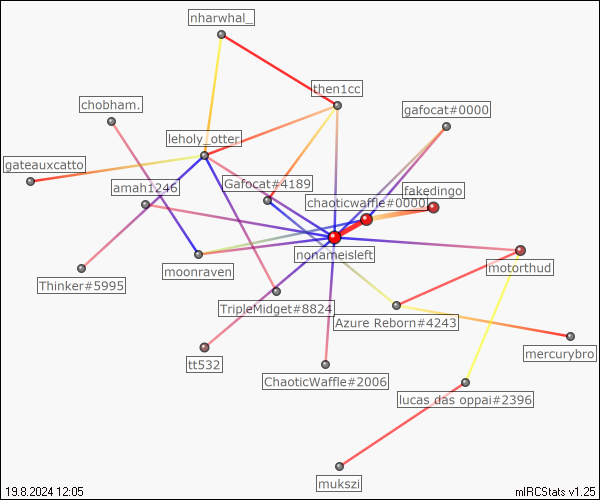 nharwhal_
then1cc
chobham.
gafocat#0000
leholy_otter
gateauxcatto
amah1246
Gafocat#4189
fakedingo
chaoticwaffle#0000
nonameisleft
moonraven
motorthud
Thinker#5995
TripleMidget#8824
Azure Reborn#4243
tt532
mercurybro
ChaoticWaffle#2006
lucas das oppai#2396
mukszi
19.8.2024 12:05
mIRCStats v1.25